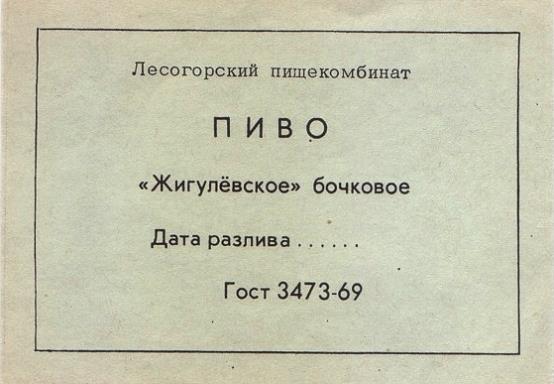 Лесогорский пищекомбинат
ПИВО
«Жигулёвское» бочковое
Дата разлива ......
Гост 3473-69